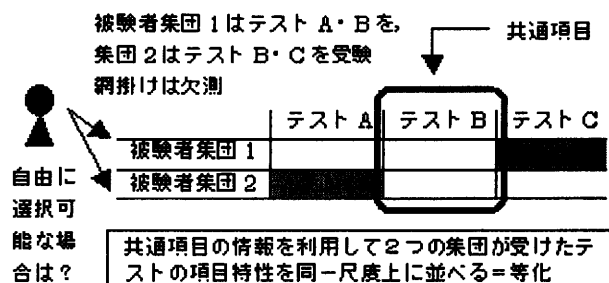 被験者集団1はテスト A・Bを,
集団2はテスト B・Cを受験
網掛けは欠測
共通項目
テスト A テスト B テスト C
被験者集団 1
被験者集団 2
自由に
選択可
能な場
合は?
共通項目の情報を利用して2つの集団が受けたテ
ストの項目特性を同一尺度上に並べる=等化